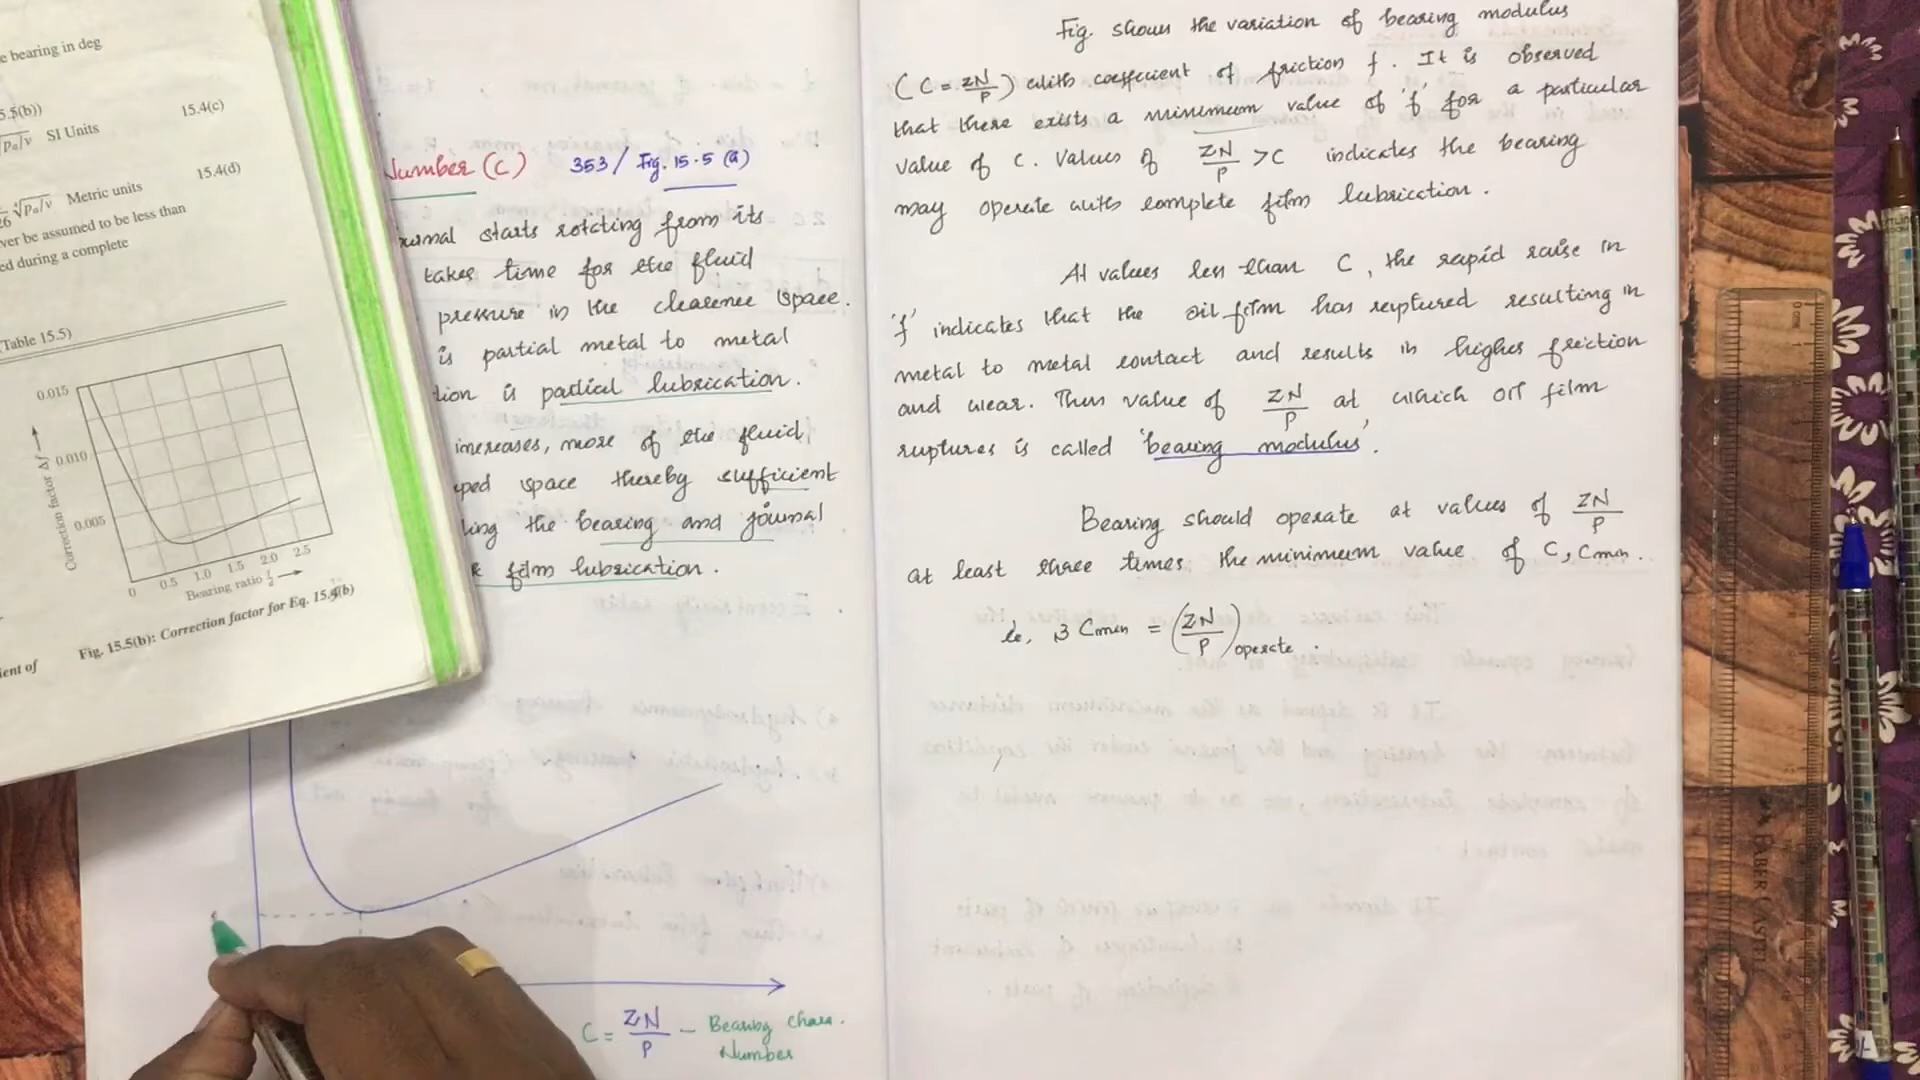 e bearing in deg
5.5(b))
15.4(c)
√pₐ/v SI Units
√pₐ/v Metric units
15.4(d)
ver be assumed to be less than
ed during a complete
(Table 15.5)
0.015
0.010
0.005
Correction factor Δf →
0 0.5 1.0 1.5 2.0 2.5
Bearing ratio l/d →
Fig. 15.5(b): Correction factor for Eq. 15.4(b)
ient of
Number (C) 353/ Fig. 15.5 (a)
urnal starts rotating from its
takes time for the fluid
pressure in the clearence space.
is partial metal to metal
tion is partial lubrication.
increases, more of the fluid
ped space thereby sufficient
ling the bearing and journal
k film lubrication.
C = ZN/P - Bearing Chara.
Number
Fig. shows the variation of bearing modulus
(C = ZN/P) with coefficient of friction f. It is observed
that there exists a minimum value of 'f' for a particular
value of C. Values of ZN/P > C indicates the bearing
may operate with complete film lubrication.
At values less than C, the rapid raise in
'f' indicates that the oil film has ruptured resulting in
metal to metal contact and results in higher friction
and wear. Thus value of ZN/P at which oil film
ruptures is called 'bearing modulus'.
Bearing should operate at values of ZN/P
at least three times the minimum value of C, Cmin.
ie, 3 Cmin = (ZN/P)operate.
FABER-CASTELL